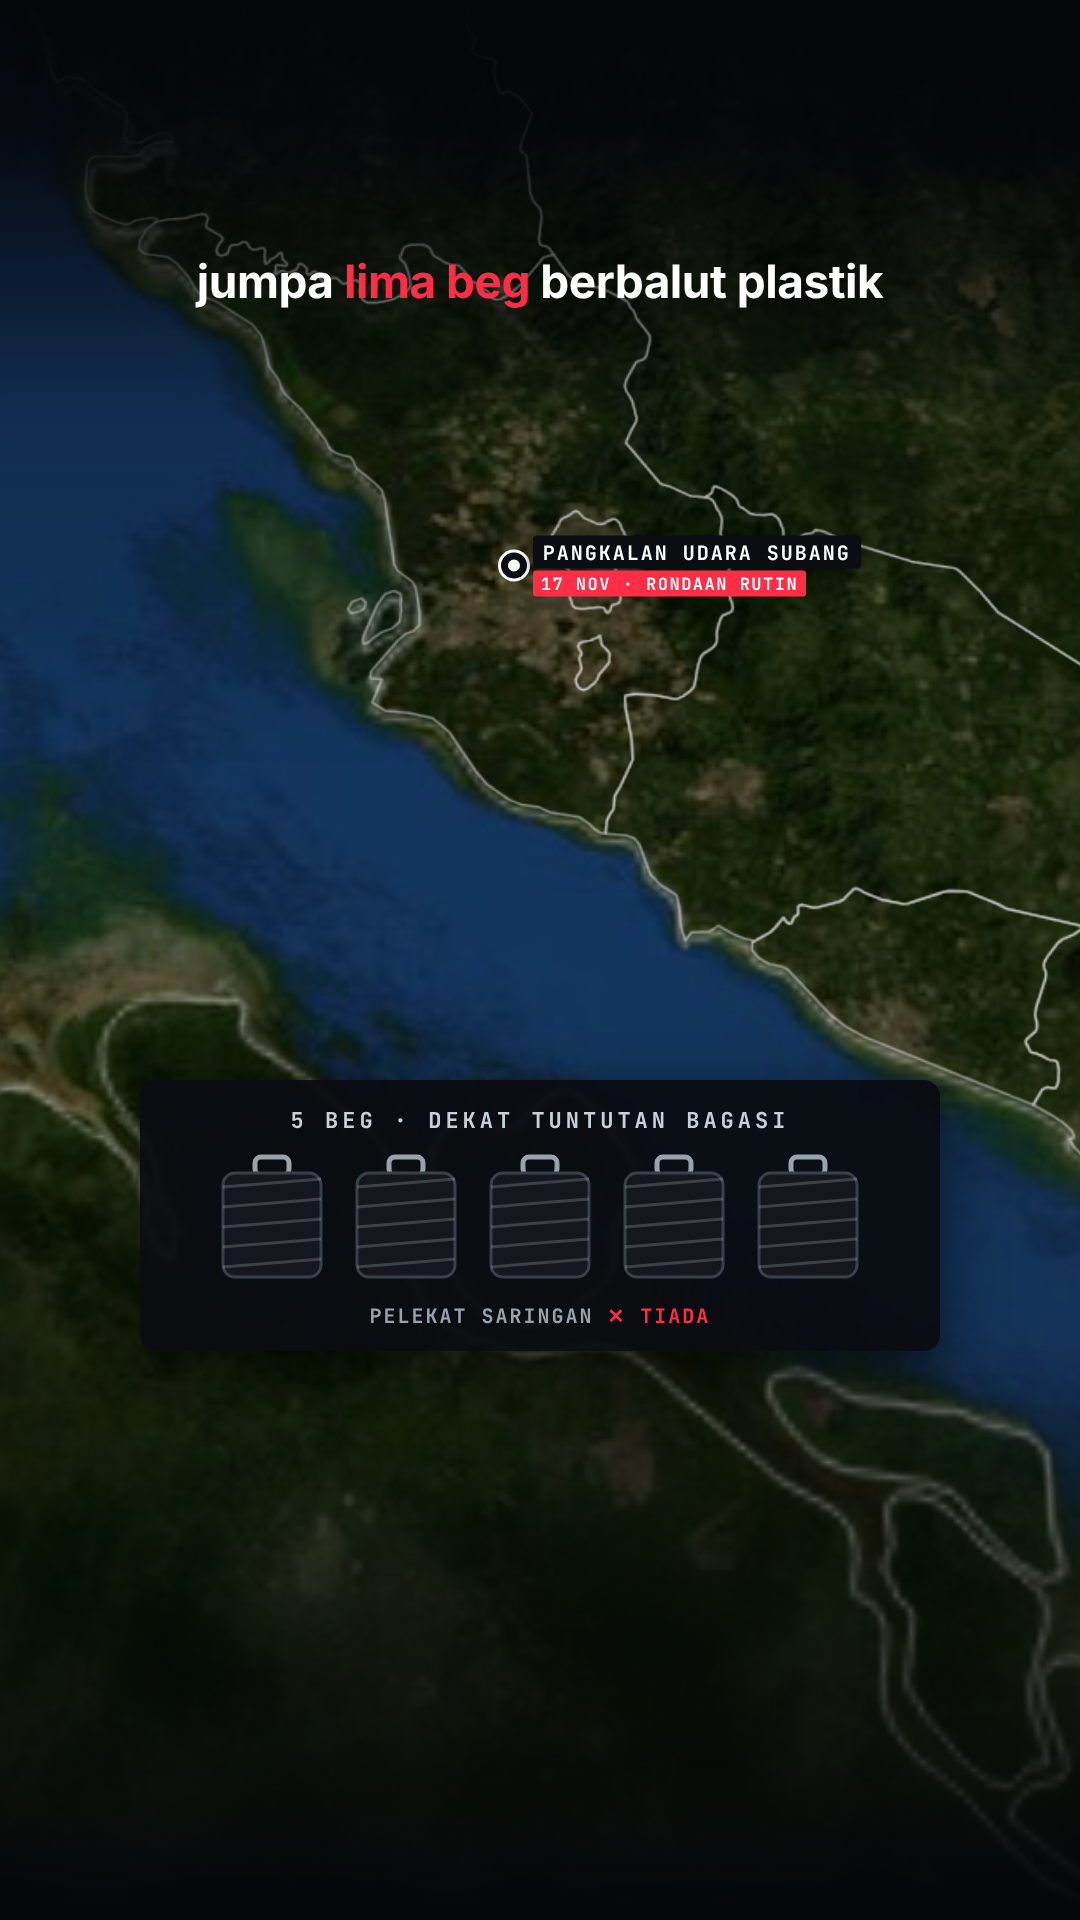 jumpa lima beg berbalut plastik
PANGKALAN UDARA SUBANG
17 NOV · RONDAAN RUTIN
5 BEG · DEKAT TUNTUTAN BAGASI
PELEKAT SARINGAN × TIADA